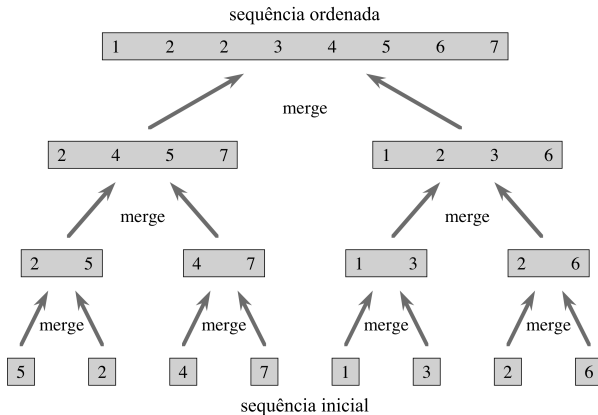 sequência ordenada
1 2 2 3 4 5 6 7
merge
2 4 5 7 1 2 3 6
merge merge
2 5 4 7 1 3 2 6
merge merge merge merge
5 2 4 7 1 3 2 6
sequência inicial